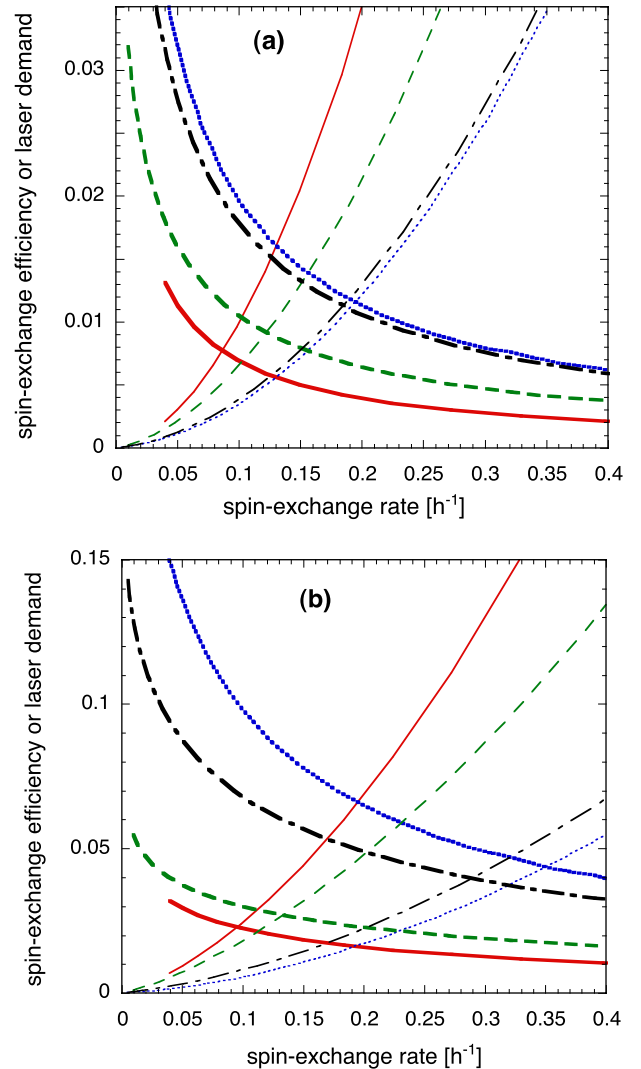 (a)
spin-exchange efficiency or laser demand
0.03
0.02
0.01
0
0 0.05 0.1 0.15 0.2 0.25 0.3 0.35 0.4
spin-exchange rate [h⁻¹]
(b)
spin-exchange efficiency or laser demand
0.15
0.1
0.05
0
0 0.05 0.1 0.15 0.2 0.25 0.3 0.35 0.4
spin-exchange rate [h⁻¹]